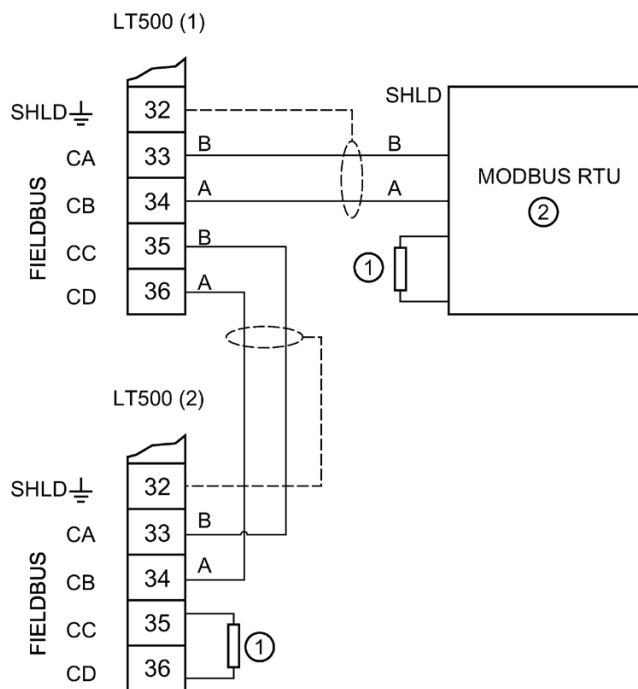 LT500 (1)
SHLD 32 SHLD
CA 33 B B
CB 34 A A
MODBUS RTU
2
CC 35 B
1
CD 36 A
FIELDBUS
LT500 (2)
SHLD 32
CA 33 B
CB 34 A
CC 35
1
CD 36
FIELDBUS